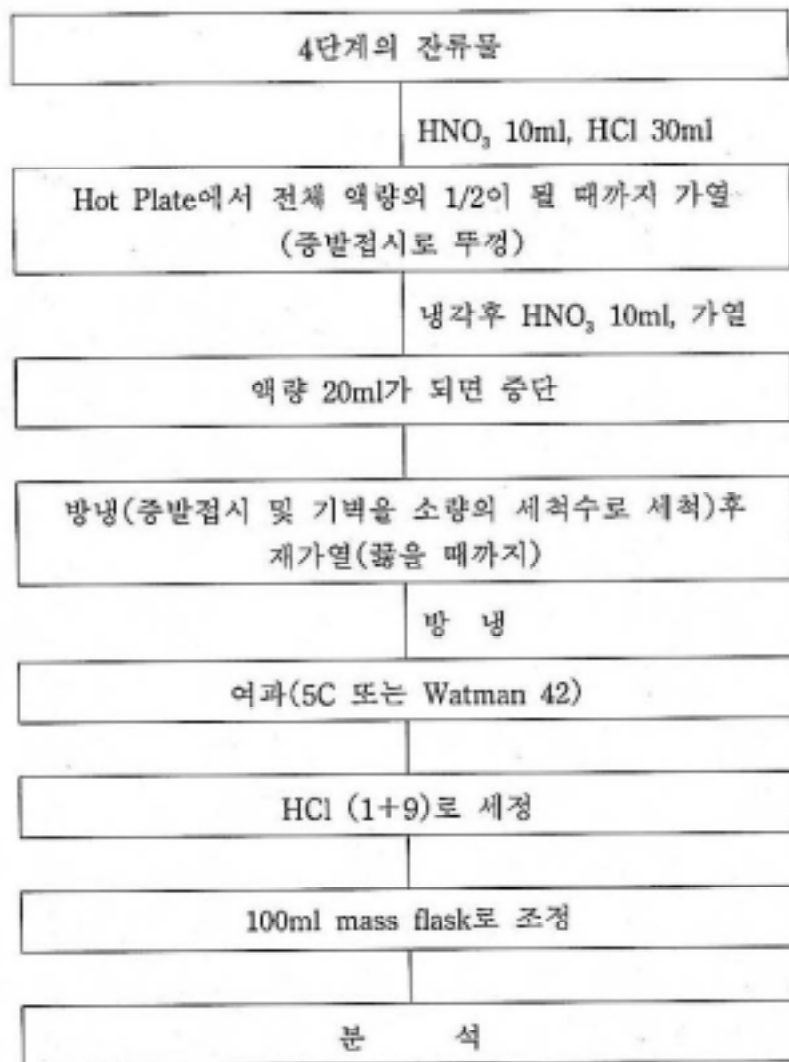 4단계의 잔류물
HNO₃ 10ml, HCl 30ml
Hot Plate에서 전체 액량의 1/2이 될 때까지 가열
(증발접시로 뚜껑)
냉각후 HNO₃ 10ml, 가열
액량 20ml가 되면 중단
방냉(증발접시 및 기벽을 소량의 세척수로 세척)후
재가열(끓을 때까지)
방 냉
여과(5C 또는 Watman 42)
HCl (1+9)로 세정
100ml mass flask로 조정
분 석